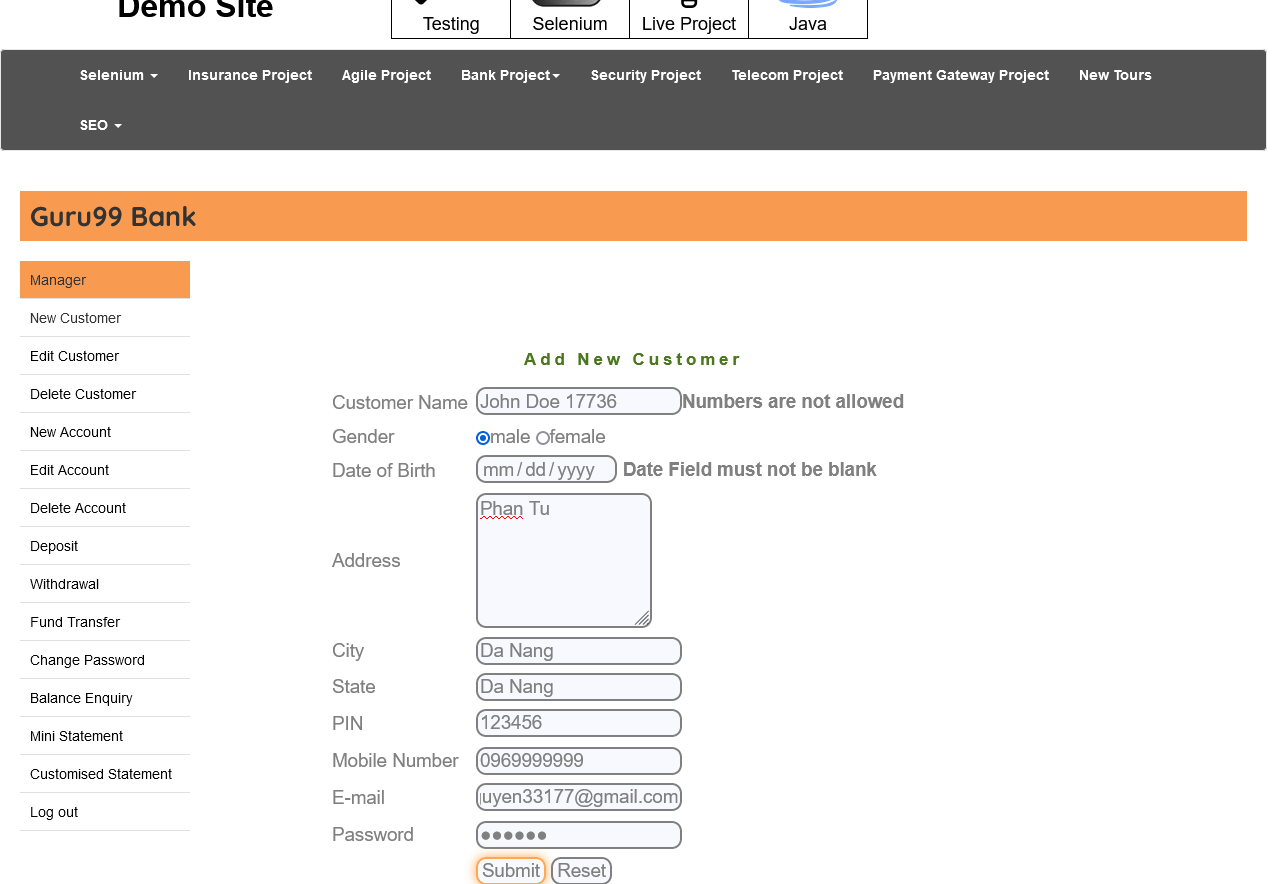 Demo Site
Testing
Selenium
Live Project
Java
Selenium
Insurance Project
Agile Project
Bank Project
Security Project
Telecom Project
Payment Gateway Project
New Tours
SEO
Guru99 Bank
Manager
New Customer
Edit Customer
Delete Customer
New Account
Edit Account
Delete Account
Deposit
Withdrawal
Fund Transfer
Change Password
Balance Enquiry
Mini Statement
Customised Statement
Log out
Add New Customer
Customer Name John Doe 17736 Numbers are not allowed
Gender male female
Date of Birth mm/dd/yyyy Date Field must not be blank
Address Phan Tu
City Da Nang
State Da Nang
PIN 123456
Mobile Number 0969999999
E-mail uyen33177@gmail.com
Password ●●●●●●
Submit Reset